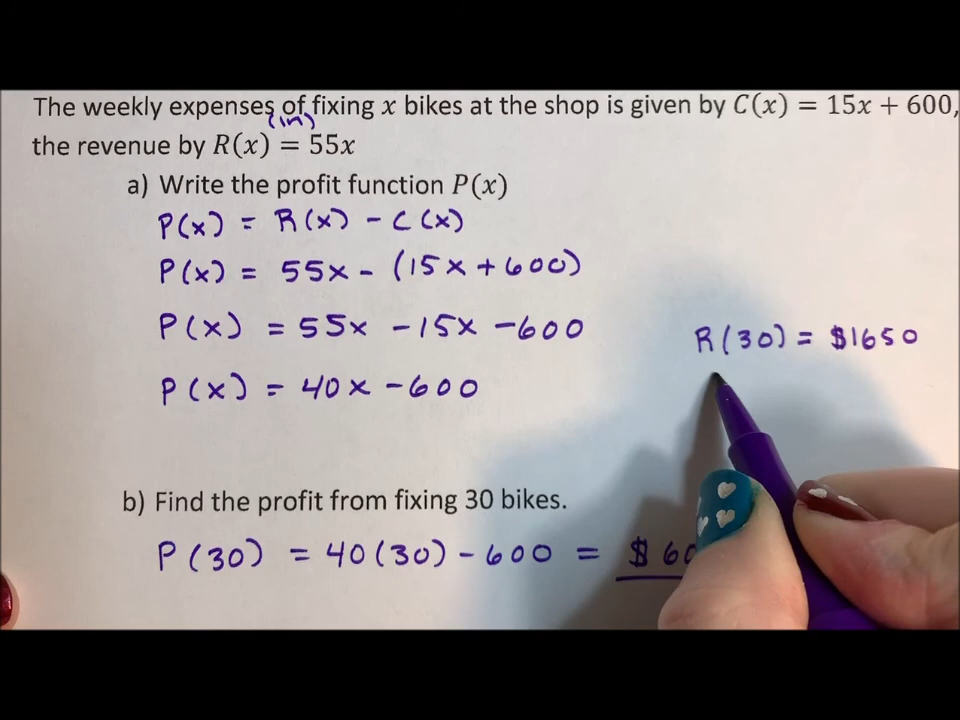 The weekly expenses of fixing x bikes at the shop is given by C(x) = 15x + 600,
(in)
the revenue by R(x) = 55x
a) Write the profit function P(x)
P(x) = R(x) - C(x)
P(x) = 55x - (15x + 600)
P(x) = 55x - 15x - 600
R(30) = $1650
P(x) = 40x - 600
b) Find the profit from fixing 30 bikes.
P(30) = 40(30) - 600 = $ 60